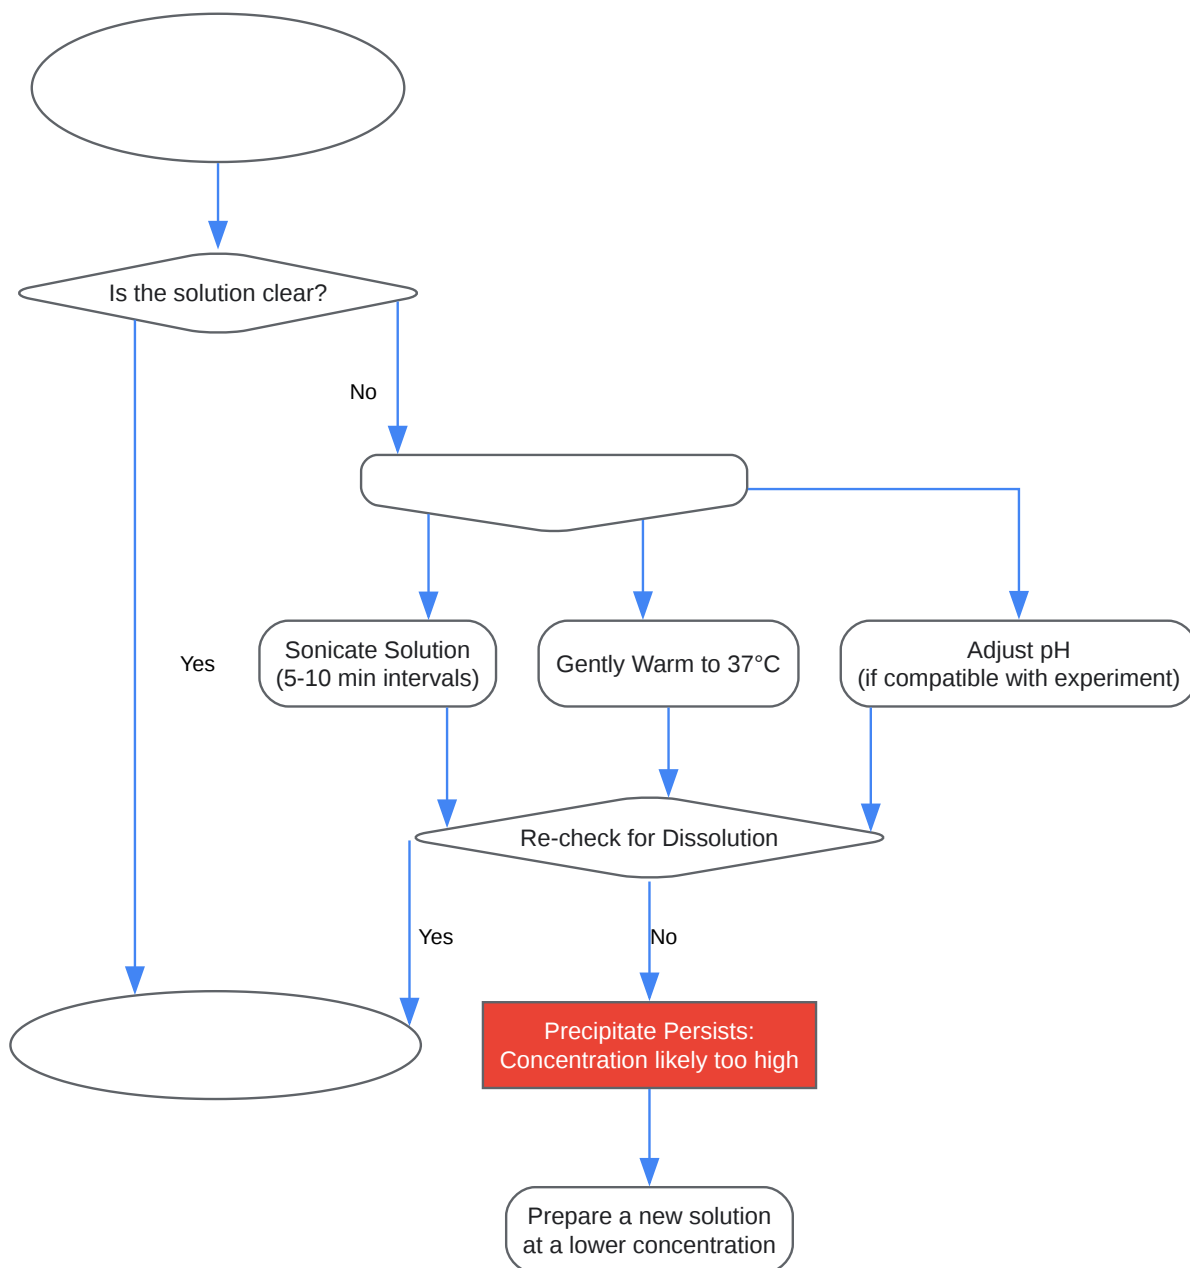 Is the solution clear?
No
Yes
Sonicate Solution
(5-10 min intervals)
Gently Warm to 37°C
Adjust pH
(if compatible with experiment)
Re-check for Dissolution
Yes
No
Precipitate Persists:
Concentration likely too high
Prepare a new solution
at a lower concentration